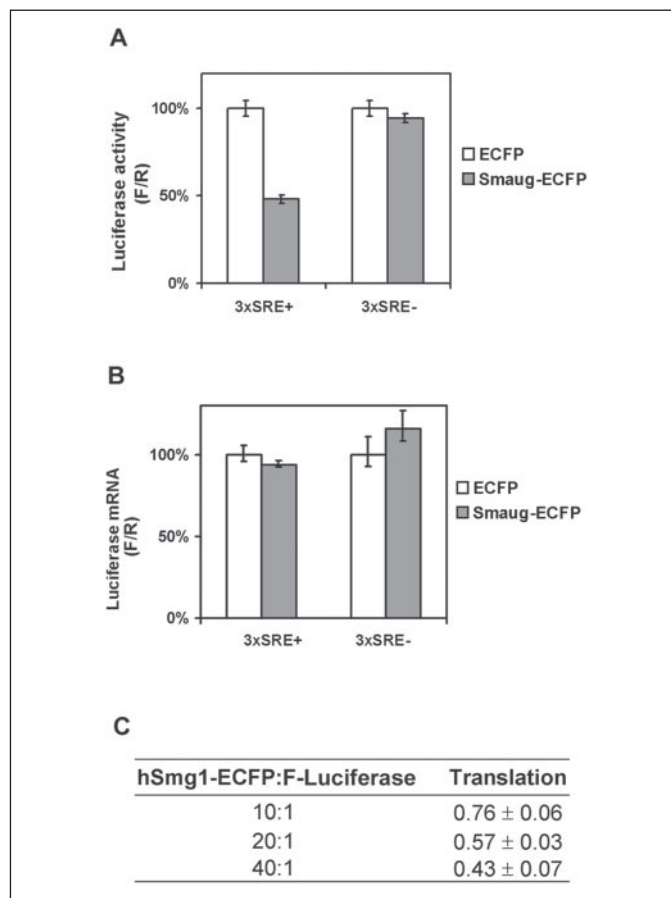 A
Luciferase activity
(F/R)
100%
50%
0%
3xSRE+
3xSRE-
ECFP
Smaug-ECFP
B
Luciferase mRNA
(F/R)
100%
50%
0%
3xSRE+
3xSRE-
ECFP
Smaug-ECFP
C
hSmg1-ECFP:F-Luciferase Translation
10:1 0.76 ± 0.06
20:1 0.57 ± 0.03
40:1 0.43 ± 0.07